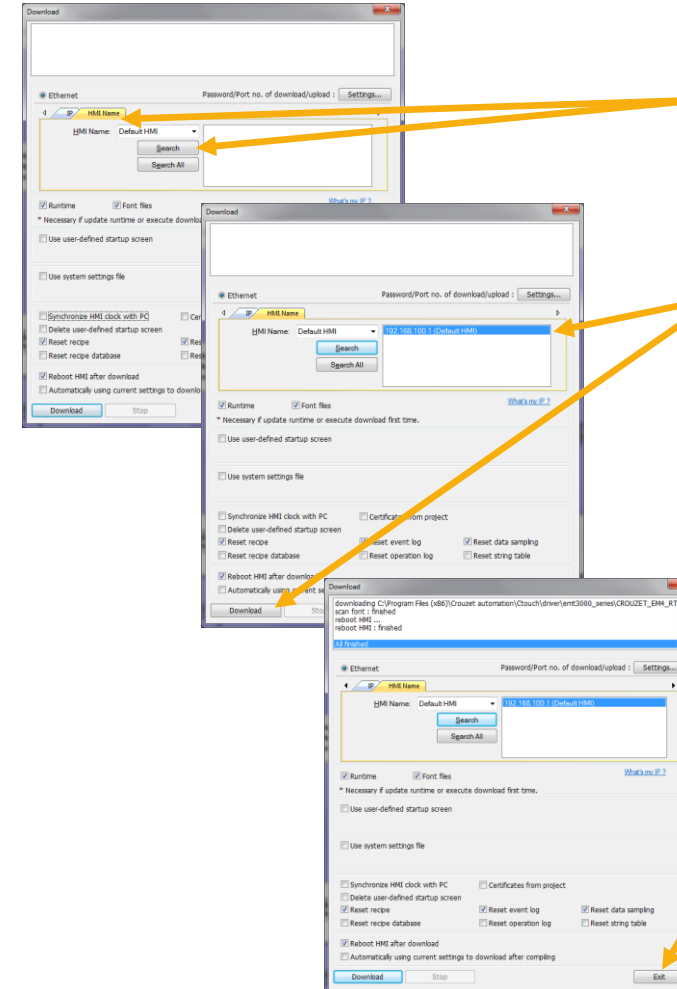 Download
Ethernet Password/Port no. of download/upload : Settings...
IP HMI Name
HMI Name: Default HMI
Search
Search All
What's my IP ?
Runtime Font files
* Necessary if update runtime or execute
Use user-defined startup screen
Use system settings file
Synchronize HMI clock with PC
Delete user-defined startup screen
Reset recipe
Reset recipe database
Reboot HMI after download
Automatically using current settings to
Download Stop
Download
Ethernet Password/Port no. of download/upload : Settings...
IP HMI Name
HMI Name: Default HMI 192.168.100.1 (Default HMI)
Search
Search All
What's my IP ?
Runtime Font files
* Necessary if update runtime or execute download first time.
Use user-defined startup screen
Use system settings file
Synchronize HMI clock with PC Certificates from project
Delete user-defined startup screen
Reset recipe Reset event log Reset data sampling
Reset recipe database Reset operation log Reset string table
Reboot HMI after download
Automatically using current
Download
Download
downloading C:\Program Files (x86)\Crouzet automation\Ctouch\driver\emt3000_series\CROUZET_EM4_RT
scan font : finished
reboot HMI ...
reboot HMI : finished
All finished
Ethernet Password/Port no. of download/upload : Settings...
IP HMI Name
HMI Name: Default HMI 192.168.100.1 (Default HMI)
Search
Search All
What's my IP ?
Runtime Font files
* Necessary if update runtime or execute download first time.
Use user-defined startup screen
Use system settings file
Synchronize HMI clock with PC Certificates from project
Delete user-defined startup screen
Reset recipe Reset event log Reset data sampling
Reset recipe database Reset operation log Reset string table
Reboot HMI after download
Automatically using current settings to download after compiling
Download Stop Exit